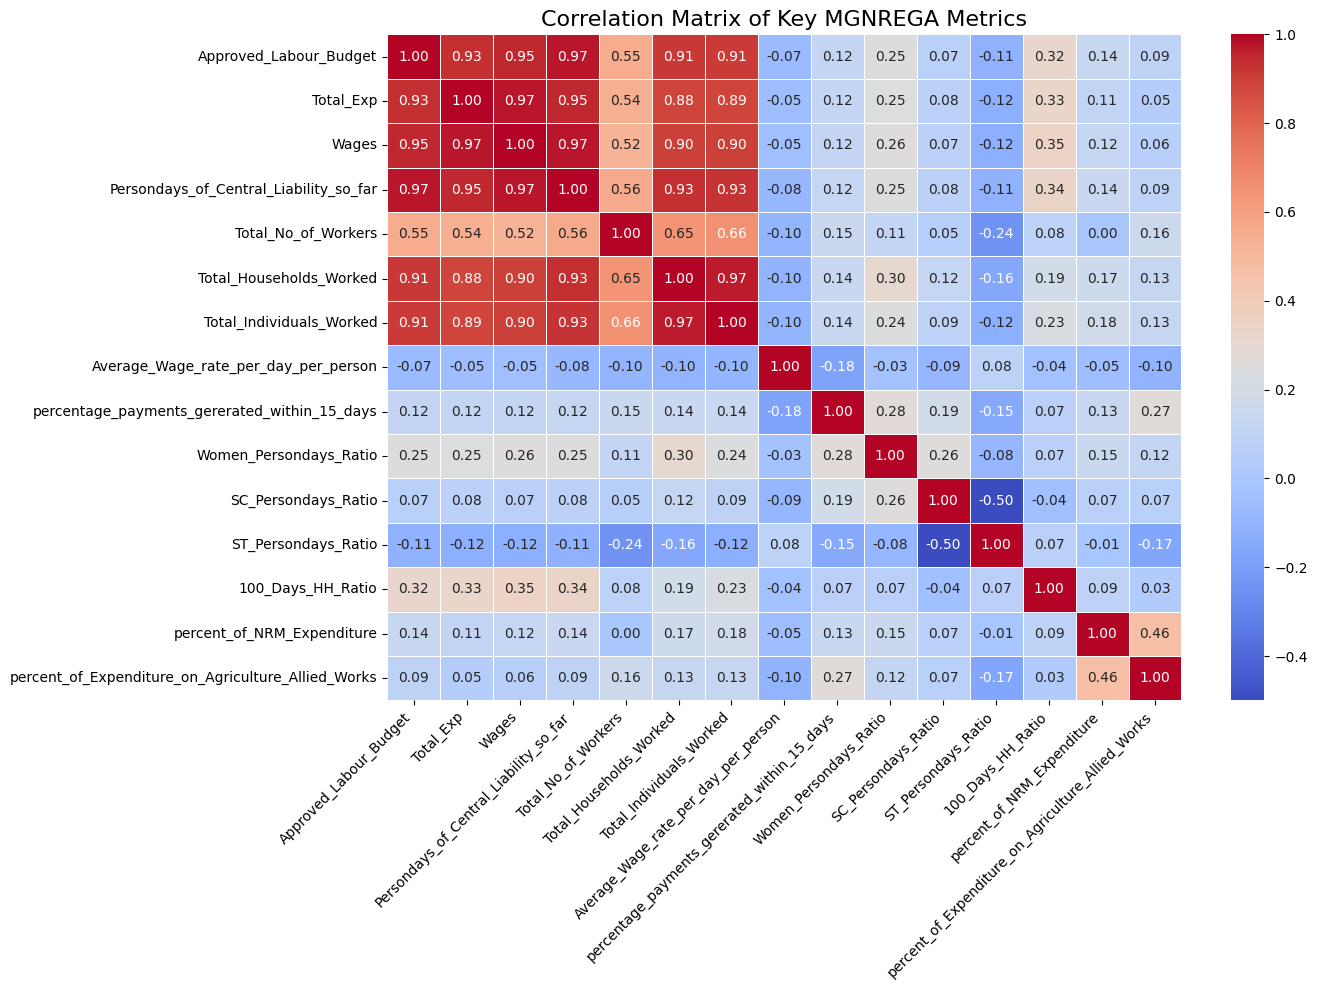 Correlation Matrix of Key MGNREGA Metrics
Approved_Labour_Budget 1.00 0.93 0.95 0.97 0.55 0.91 0.91 -0.07 0.12 0.25 0.07 -0.11 0.32 0.14 0.09
Total_Exp 0.93 1.00 0.97 0.95 0.54 0.88 0.89 -0.05 0.12 0.25 0.08 -0.12 0.33 0.11 0.05
Wages 0.95 0.97 1.00 0.97 0.52 0.90 0.90 -0.05 0.12 0.26 0.07 -0.12 0.35 0.12 0.06
Persondays_of_Central_Liability_so_far 0.97 0.95 0.97 1.00 0.56 0.93 0.93 -0.08 0.12 0.25 0.08 -0.11 0.34 0.14 0.09
Total_No_of_Workers 0.55 0.54 0.52 0.56 1.00 0.65 0.66 -0.10 0.15 0.11 0.05 -0.24 0.08 0.00 0.16
Total_Households_Worked 0.91 0.88 0.90 0.93 0.65 1.00 0.97 -0.10 0.14 0.30 0.12 -0.16 0.19 0.17 0.13
Total_Individuals_Worked 0.91 0.89 0.90 0.93 0.66 0.97 1.00 -0.10 0.14 0.24 0.09 -0.12 0.23 0.18 0.13
Average_Wage_rate_per_day_per_person -0.07 -0.05 -0.05 -0.08 -0.10 -0.10 -0.10 1.00 -0.18 -0.03 -0.09 0.08 -0.04 -0.05 -0.10
percentage_payments_gererated_within_15_days 0.12 0.12 0.12 0.12 0.15 0.14 0.14 -0.18 1.00 0.28 0.19 -0.15 0.07 0.13 0.27
Women_Persondays_Ratio 0.25 0.25 0.26 0.25 0.11 0.30 0.24 -0.03 0.28 1.00 0.26 -0.08 0.07 0.15 0.12
SC_Persondays_Ratio 0.07 0.08 0.07 0.08 0.05 0.12 0.09 -0.09 0.19 0.26 1.00 -0.50 -0.04 0.07 0.07
ST_Persondays_Ratio -0.11 -0.12 -0.12 -0.11 -0.24 -0.16 -0.12 0.08 -0.15 -0.08 -0.50 1.00 0.07 -0.01 -0.17
100_Days_HH_Ratio 0.32 0.33 0.35 0.34 0.08 0.19 0.23 -0.04 0.07 0.07 -0.04 0.07 1.00 0.09 0.03
percent_of_NRM_Expenditure 0.14 0.11 0.12 0.14 0.00 0.17 0.18 -0.05 0.13 0.15 0.07 -0.01 0.09 1.00 0.46
percent_of_Expenditure_on_Agriculture_Allied_Works 0.09 0.05 0.06 0.09 0.16 0.13 0.13 -0.10 0.27 0.12 0.07 -0.17 0.03 0.46 1.00
Approved_Labour_Budget
Total_Exp
Wages
Persondays_of_Central_Liability_so_far
Total_No_of_Workers
Total_Households_Worked
Total_Individuals_Worked
Average_Wage_rate_per_day_per_person
percentage_payments_gererated_within_15_days
Women_Persondays_Ratio
SC_Persondays_Ratio
ST_Persondays_Ratio
100_Days_HH_Ratio
percent_of_NRM_Expenditure
percent_of_Expenditure_on_Agriculture_Allied_Works
1.0
0.8
0.6
0.4
0.2
0.0
−0.2
−0.4